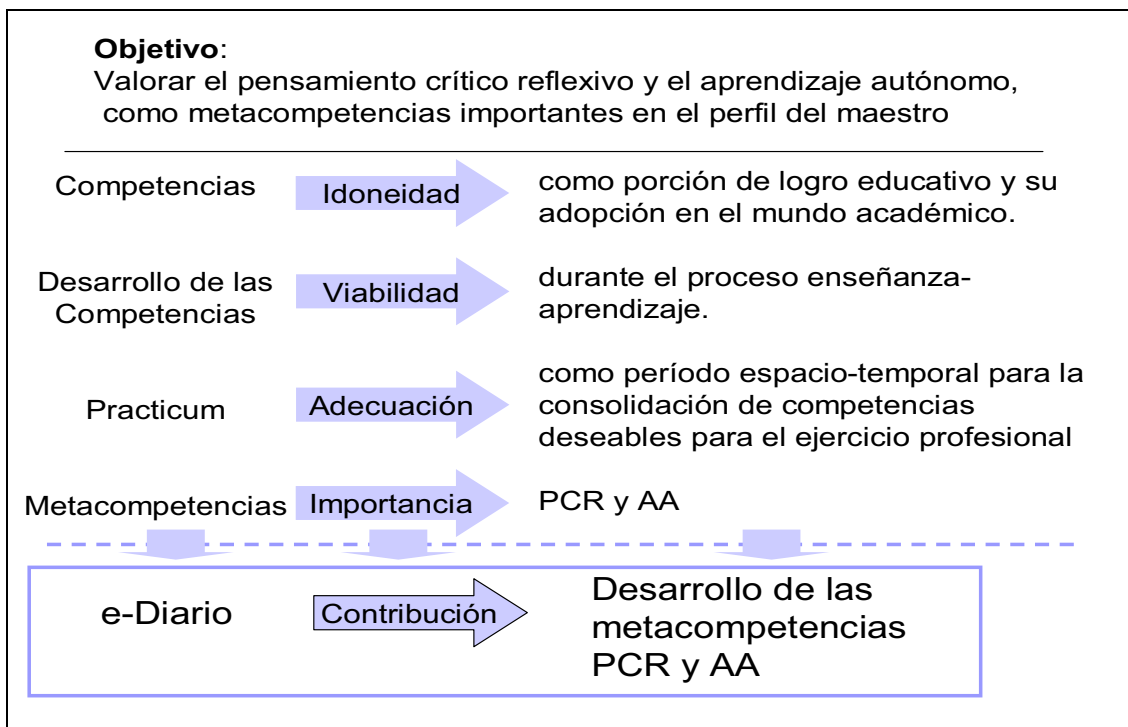 Objetivo:
Valorar el pensamiento crítico reflexivo y el aprendizaje autónomo,
como metacompetencias importantes en el perfil del maestro
Competencias
Idoneidad
como porción de logro educativo y su
adopción en el mundo académico.
Desarrollo de las
Competencias
Viabilidad
durante el proceso enseñanza-
aprendizaje.
Practicum
Adecuación
como período espacio-temporal para la
consolidación de competencias
deseables para el ejercicio profesional
Metacompetencias
Importancia
PCR y AA
e-Diario
Contribución
Desarrollo de las
metacompetencias
PCR y AA